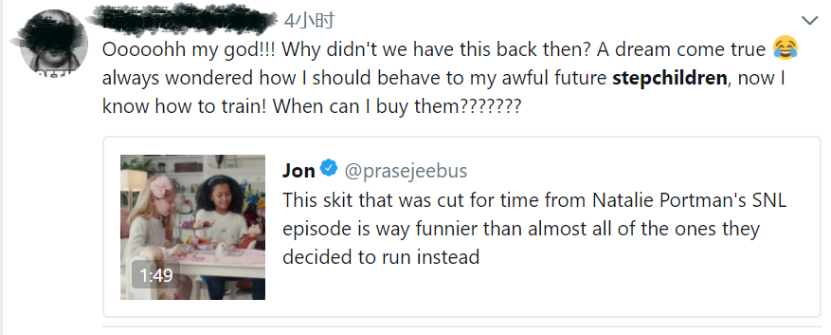 4小时
Ooooohh my god!!! Why didn't we have this back then? A dream come true 😂
always wondered how I should behave to my awful future stepchildren, now I
know how to train! When can I buy them???????
Jon @prasejeebus
This skit that was cut for time from Natalie Portman's SNL
episode is way funnier than almost all of the ones they
decided to run instead
1:49